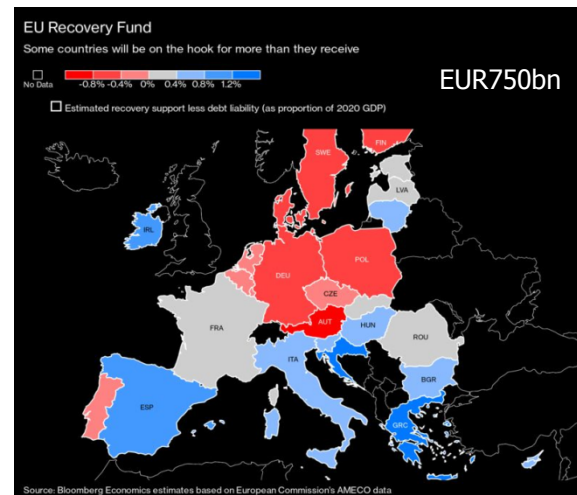 EU Recovery Fund
Some countries will be on the hook for more than they receive
EUR750bn
No Data
-0.8% -0.4% 0% 0.4% 0.8% 1.2%
Estimated recovery support less debt liability (as proportion of 2020 GDP)
FIN
SWE
LVA
IRL
POL
DEU
CZE
AUT
HUN
FRA
ROU
ITA
BGR
ESP
GRC
Source: Bloomberg Economics estimates based on European Commission's AMECO data